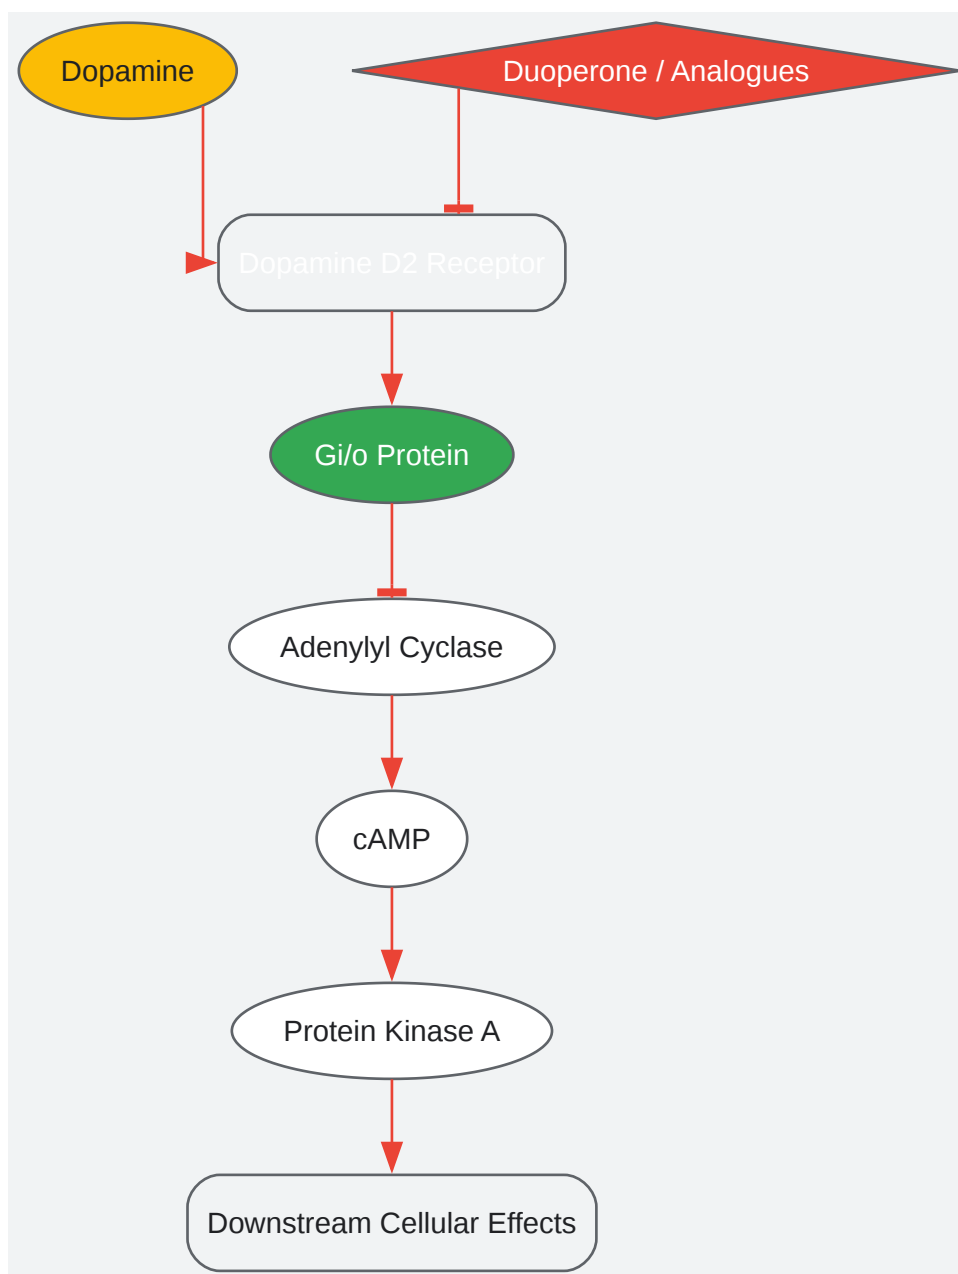 Dopamine
Duoperone / Analogues
Dopamine D2 Receptor
Gi/o Protein
Adenylyl Cyclase
cAMP
Protein Kinase A
Downstream Cellular Effects